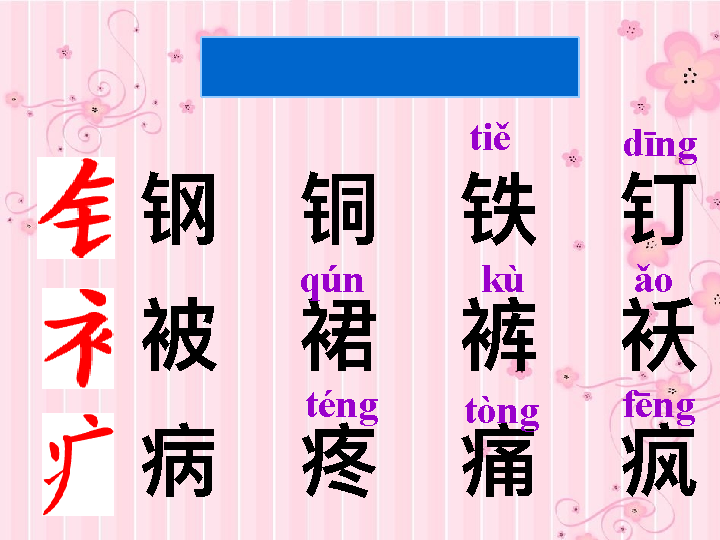 tiě dīng
钅 钢 铜 铁 钉
qún kù ǎo
衤 被 裙 裤 袄
téng tòng fēng
疒 病 疼 痛 疯